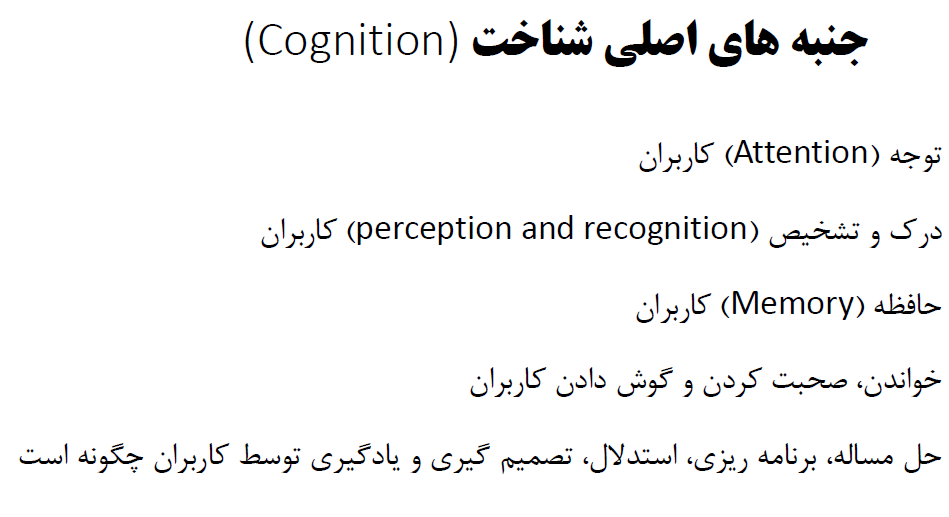 جنبه های اصلی شناخت (Cognition)
توجه (Attention) کاربران
درک و تشخیص (perception and recognition) کاربران
حافظه (Memory) کاربران
خواندن، صحبت کردن و گوش دادن کاربران
حل مساله، برنامه ریزی، استدلال، تصمیم گیری و یادگیری توسط کاربران چگونه است